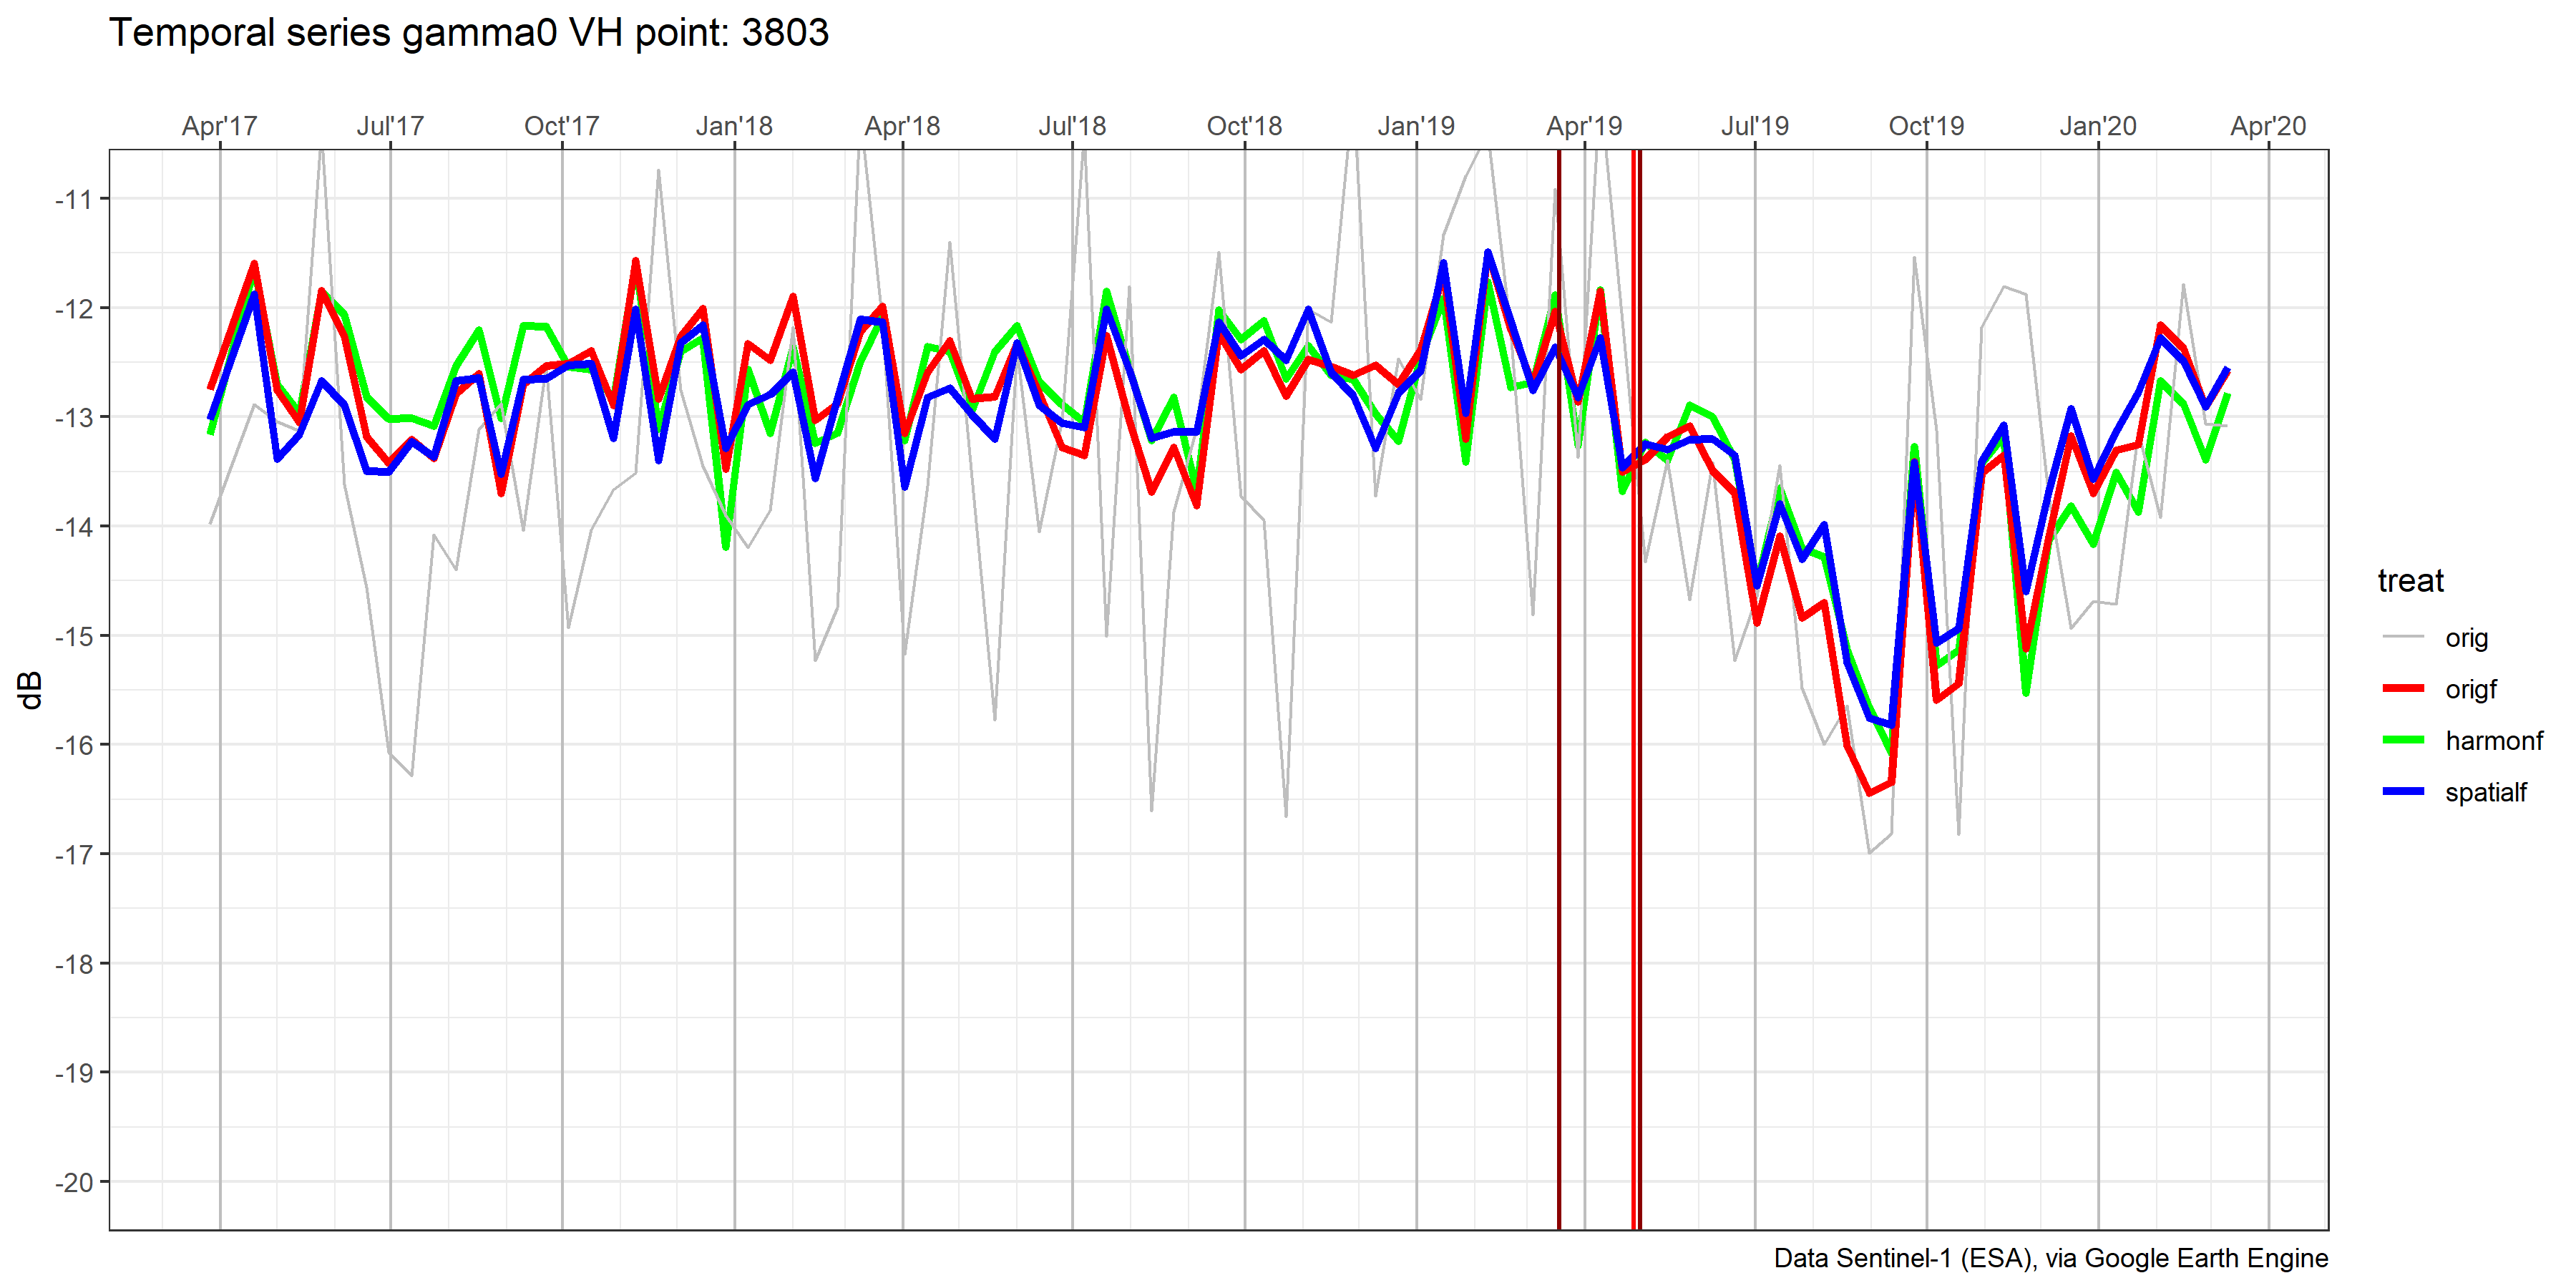 Temporal series gamma0 VH point: 3803
Apr'17 Jul'17 Oct'17 Jan'18 Apr'18 Jul'18 Oct'18 Jan'19 Apr'19 Jul'19 Oct'19 Jan'20 Apr'20
-11
-12
-13
-14
-15
-16
-17
-18
-19
-20
dB
treat
orig
origf
harmonf
spatialf
Data Sentinel-1 (ESA), via Google Earth Engine